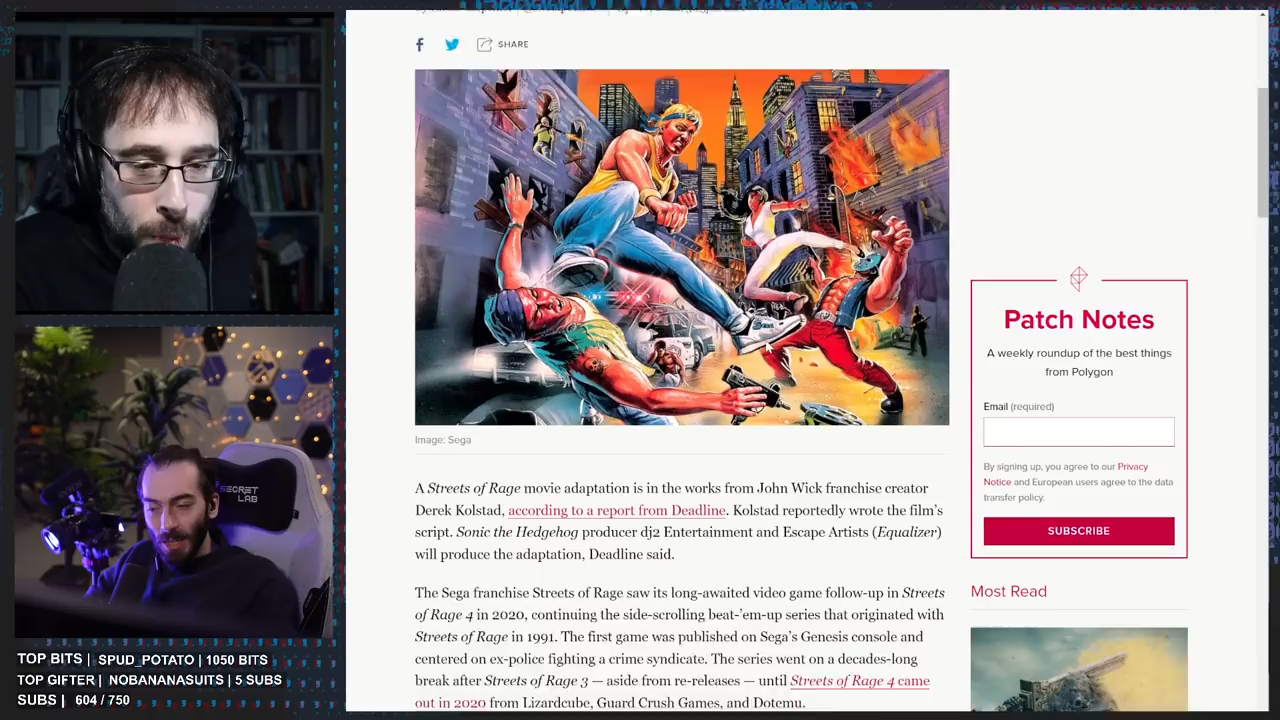 SHARE
Image: Sega
A Streets of Rage movie adaptation is in the works from John Wick franchise creator
Derek Kolstad, according to a report from Deadline. Kolstad reportedly wrote the film's
script. Sonic the Hedgehog producer dj2 Entertainment and Escape Artists (Equalizer)
will produce the adaptation, Deadline said.
The Sega franchise Streets of Rage saw its long-awaited video game follow-up in Streets
of Rage 4 in 2020, continuing the side-scrolling beat-'em-up series that originated with
Streets of Rage in 1991. The first game was published on Sega's Genesis console and
centered on ex-police fighting a crime syndicate. The series went on a decades-long
break after Streets of Rage 3 — aside from re-releases — until Streets of Rage 4 came
out in 2020 from Lizardcube, Guard Crush Games, and Dotemu.
Patch Notes
A weekly roundup of the best things
from Polygon
Email (required)
By signing up, you agree to our Privacy
Notice and European users agree to the data
transfer policy.
SUBSCRIBE
Most Read
SECRET
LAB
TOP BITS | SPUD_POTATO | 1050 BITS
TOP GIFTER | NOBANANASUITS | 5 SUBS
SUBS | 604 / 750